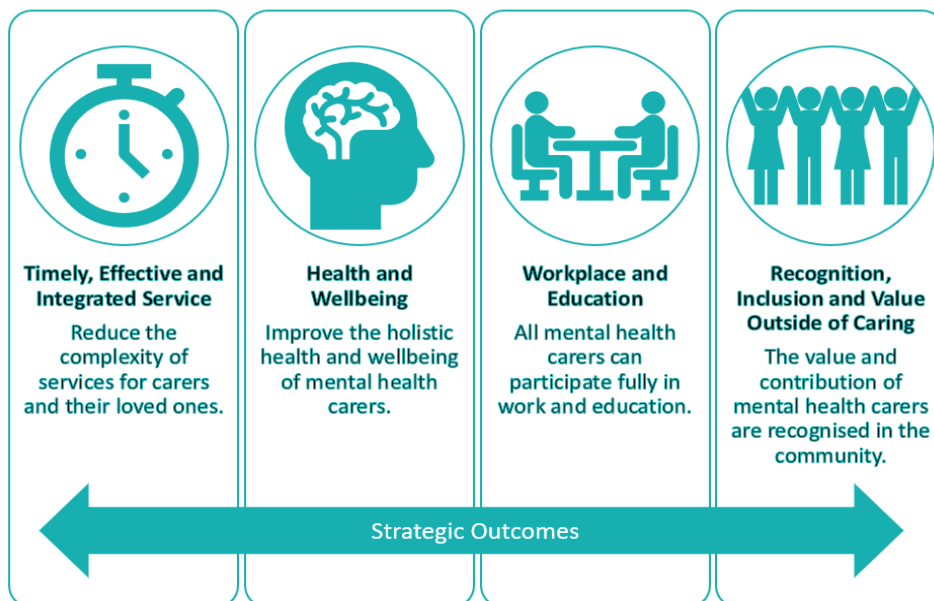 Timely, Effective and
Integrated Service
Reduce the
complexity of
services for carers
and their loved ones.
Health and
Wellbeing
Improve the holistic
health and wellbeing
of mental health
carers.
Workplace and
Education
All mental health
carers can
participate fully in
work and education.
Recognition,
Inclusion and Value
Outside of Caring
The value and
contribution of
mental health carers
are recognised in the
community.
Strategic Outcomes